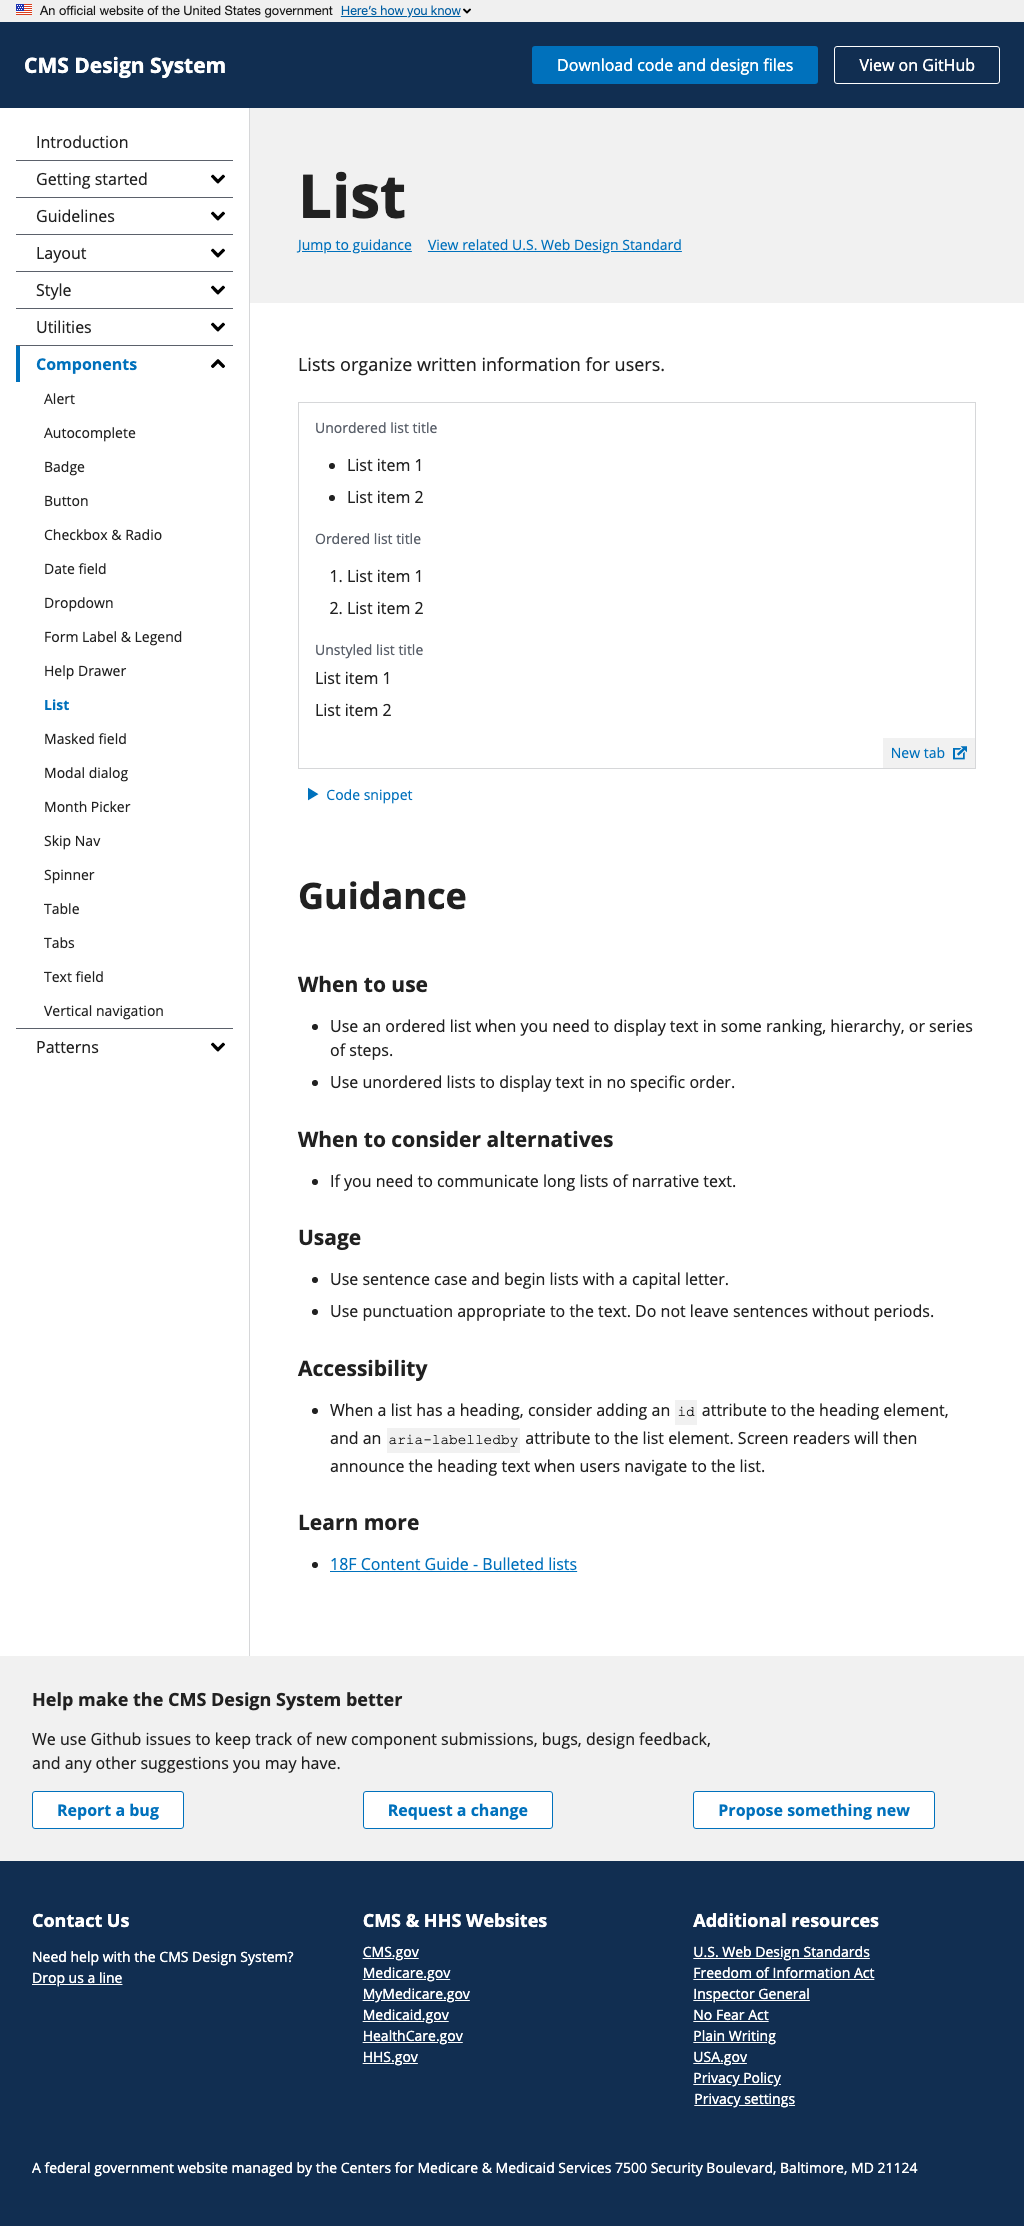 An official website of the United States government Here's how you know
CMS Design System
Download code and design files
View on GitHub
Introduction
Getting started
Guidelines
Layout
Style
Utilities
Components
Alert
Autocomplete
Badge
Button
Checkbox & Radio
Date field
Dropdown
Form Label & Legend
Help Drawer
List
Masked field
Modal dialog
Month Picker
Skip Nav
Spinner
Table
Tabs
Text field
Vertical navigation
Patterns
List
Jump to guidance View related U.S. Web Design Standard
Lists organize written information for users.
Unordered list title
• List item 1
• List item 2
Ordered list title
1. List item 1
2. List item 2
Unstyled list title
List item 1
List item 2
New tab
Code snippet
Guidance
When to use
• Use an ordered list when you need to display text in some ranking, hierarchy, or series
of steps.
• Use unordered lists to display text in no specific order.
When to consider alternatives
• If you need to communicate long lists of narrative text.
Usage
• Use sentence case and begin lists with a capital letter.
• Use punctuation appropriate to the text. Do not leave sentences without periods.
Accessibility
• When a list has a heading, consider adding an id attribute to the heading element,
and an aria-labelledby attribute to the list element. Screen readers will then
announce the heading text when users navigate to the list.
Learn more
• 18F Content Guide - Bulleted lists
Help make the CMS Design System better
We use Github issues to keep track of new component submissions, bugs, design feedback,
and any other suggestions you may have.
Report a bug
Request a change
Propose something new
Contact Us
Need help with the CMS Design System?
Drop us a line
CMS & HHS Websites
CMS.gov
Medicare.gov
MyMedicare.gov
Medicaid.gov
HealthCare.gov
HHS.gov
Additional resources
U.S. Web Design Standards
Freedom of Information Act
Inspector General
No Fear Act
Plain Writing
USA.gov
Privacy Policy
Privacy settings
A federal government website managed by the Centers for Medicare & Medicaid Services 7500 Security Boulevard, Baltimore, MD 21124